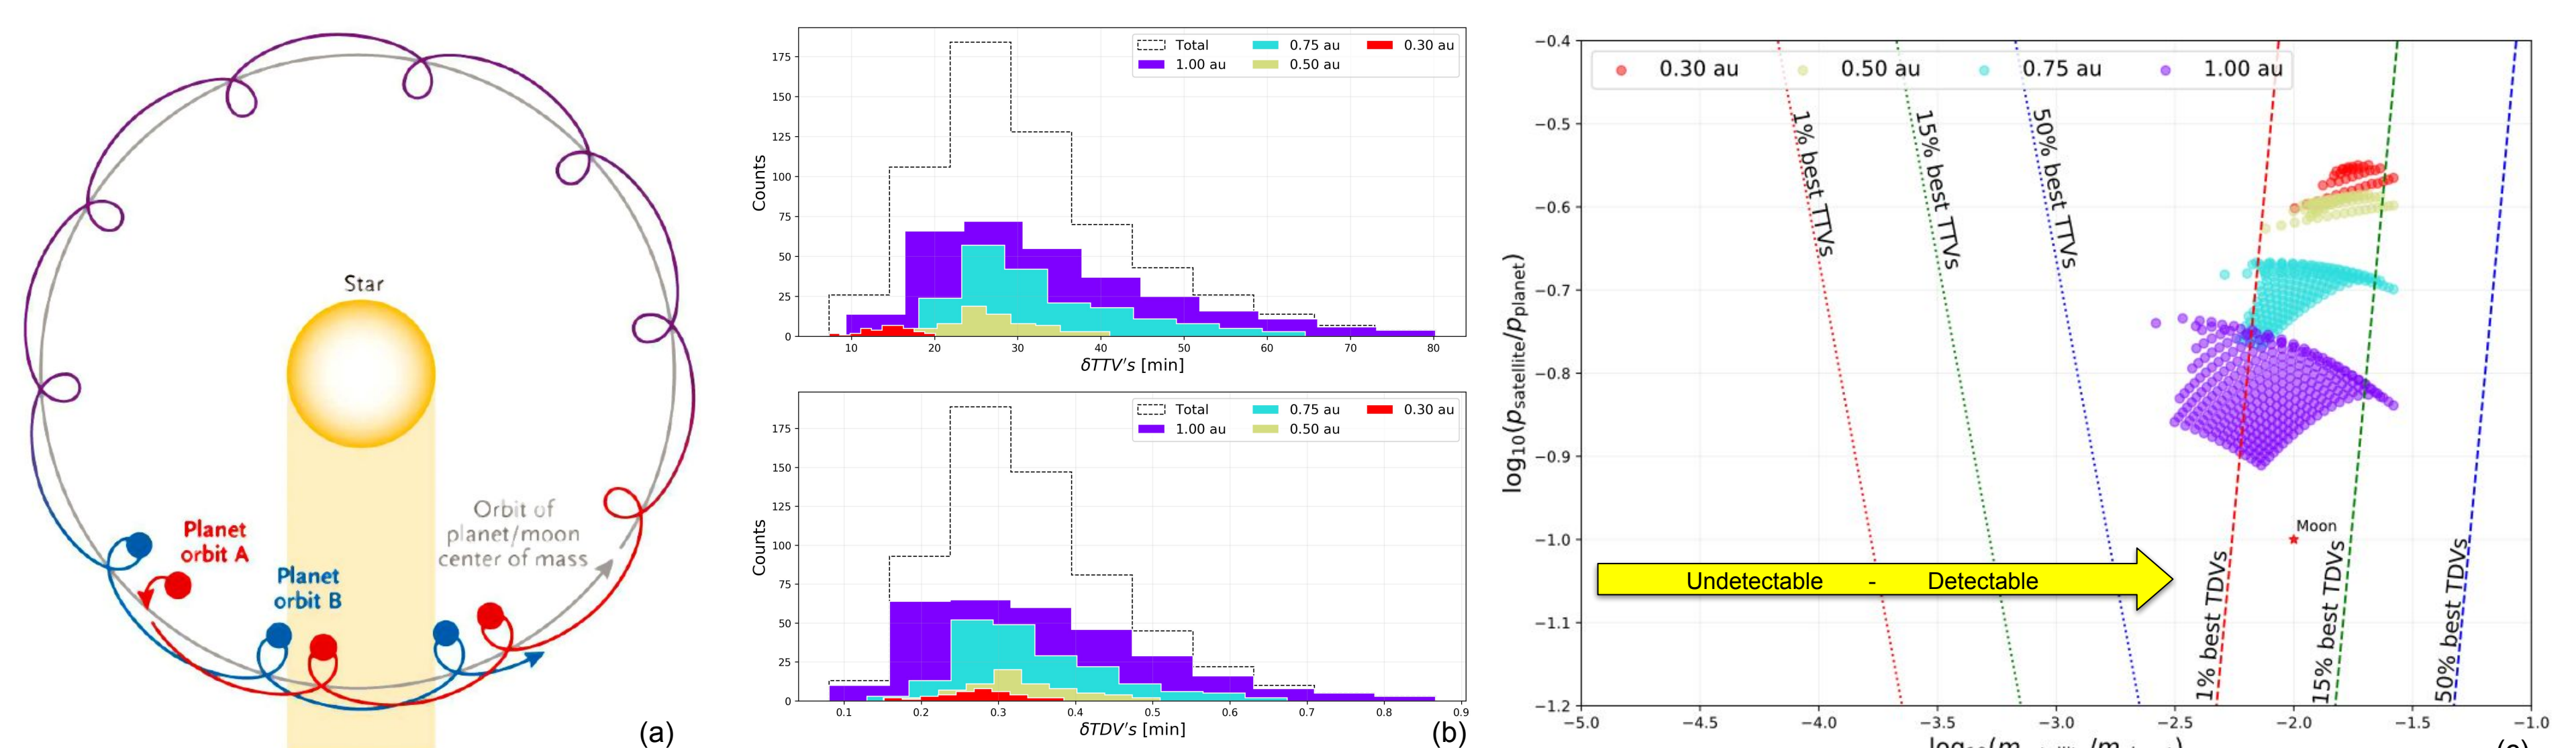 Star
Planet
orbit A
Planet
orbit B
Orbit of
planet/moon
center of mass
(a)
Counts
175
150
125
100
75
50
25
0
Total
1.00 au
0.75 au
0.50 au
0.30 au
10 20 30 40 50 60 70 80
δTTV's [min]
Counts
175
150
125
100
75
50
25
0
Total
1.00 au
0.75 au
0.50 au
0.30 au
0.1 0.2 0.3 0.4 0.5 0.6 0.7 0.8 0.9
δTDV's [min]
(b)
log₁₀(p_satellite/p_planet)
−0.4
−0.5
−0.6
−0.7
−0.8
−0.9
−1.0
−1.1
−1.2
0.30 au 0.50 au 0.75 au 1.00 au
1% best TTVs
15% best TTVs
50% best TTVs
Moon
Undetectable - Detectable
1% best TDVs
15% best TDVs
50% best TDVs
−5.0 −4.5 −4.0 −3.5 −3.0 −2.5 −2.0 −1.5 −1.0